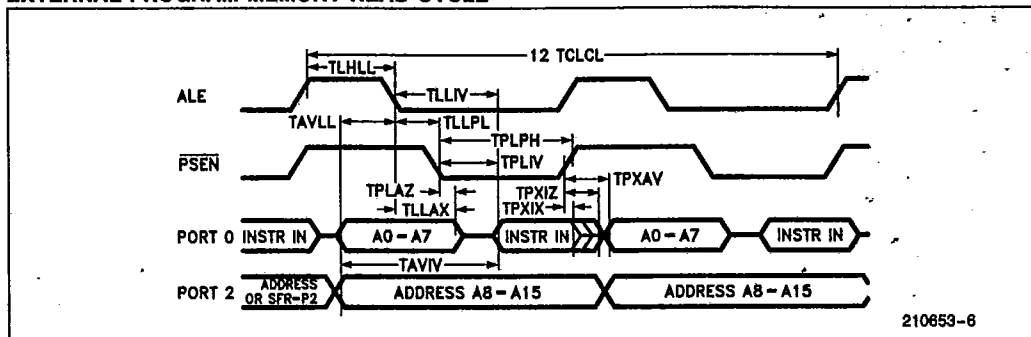 EXTERNAL PROGRAM MEMORY READ CYCLE
12 TCLCL
TLHLL
ALE
TLLIV
TAVLL
TLLPL
TPLPH
PSEN
TPLIV
TPXAV
TPLAZ
TPXIZ
TLLAX
TPXIX
PORT 0
INSTR IN
A0-A7
INSTR IN
A0-A7
INSTR IN
TAVIV
PORT 2
ADDRESS
OR SFR-P2
ADDRESS A8-A15
ADDRESS A8-A15
210653-6